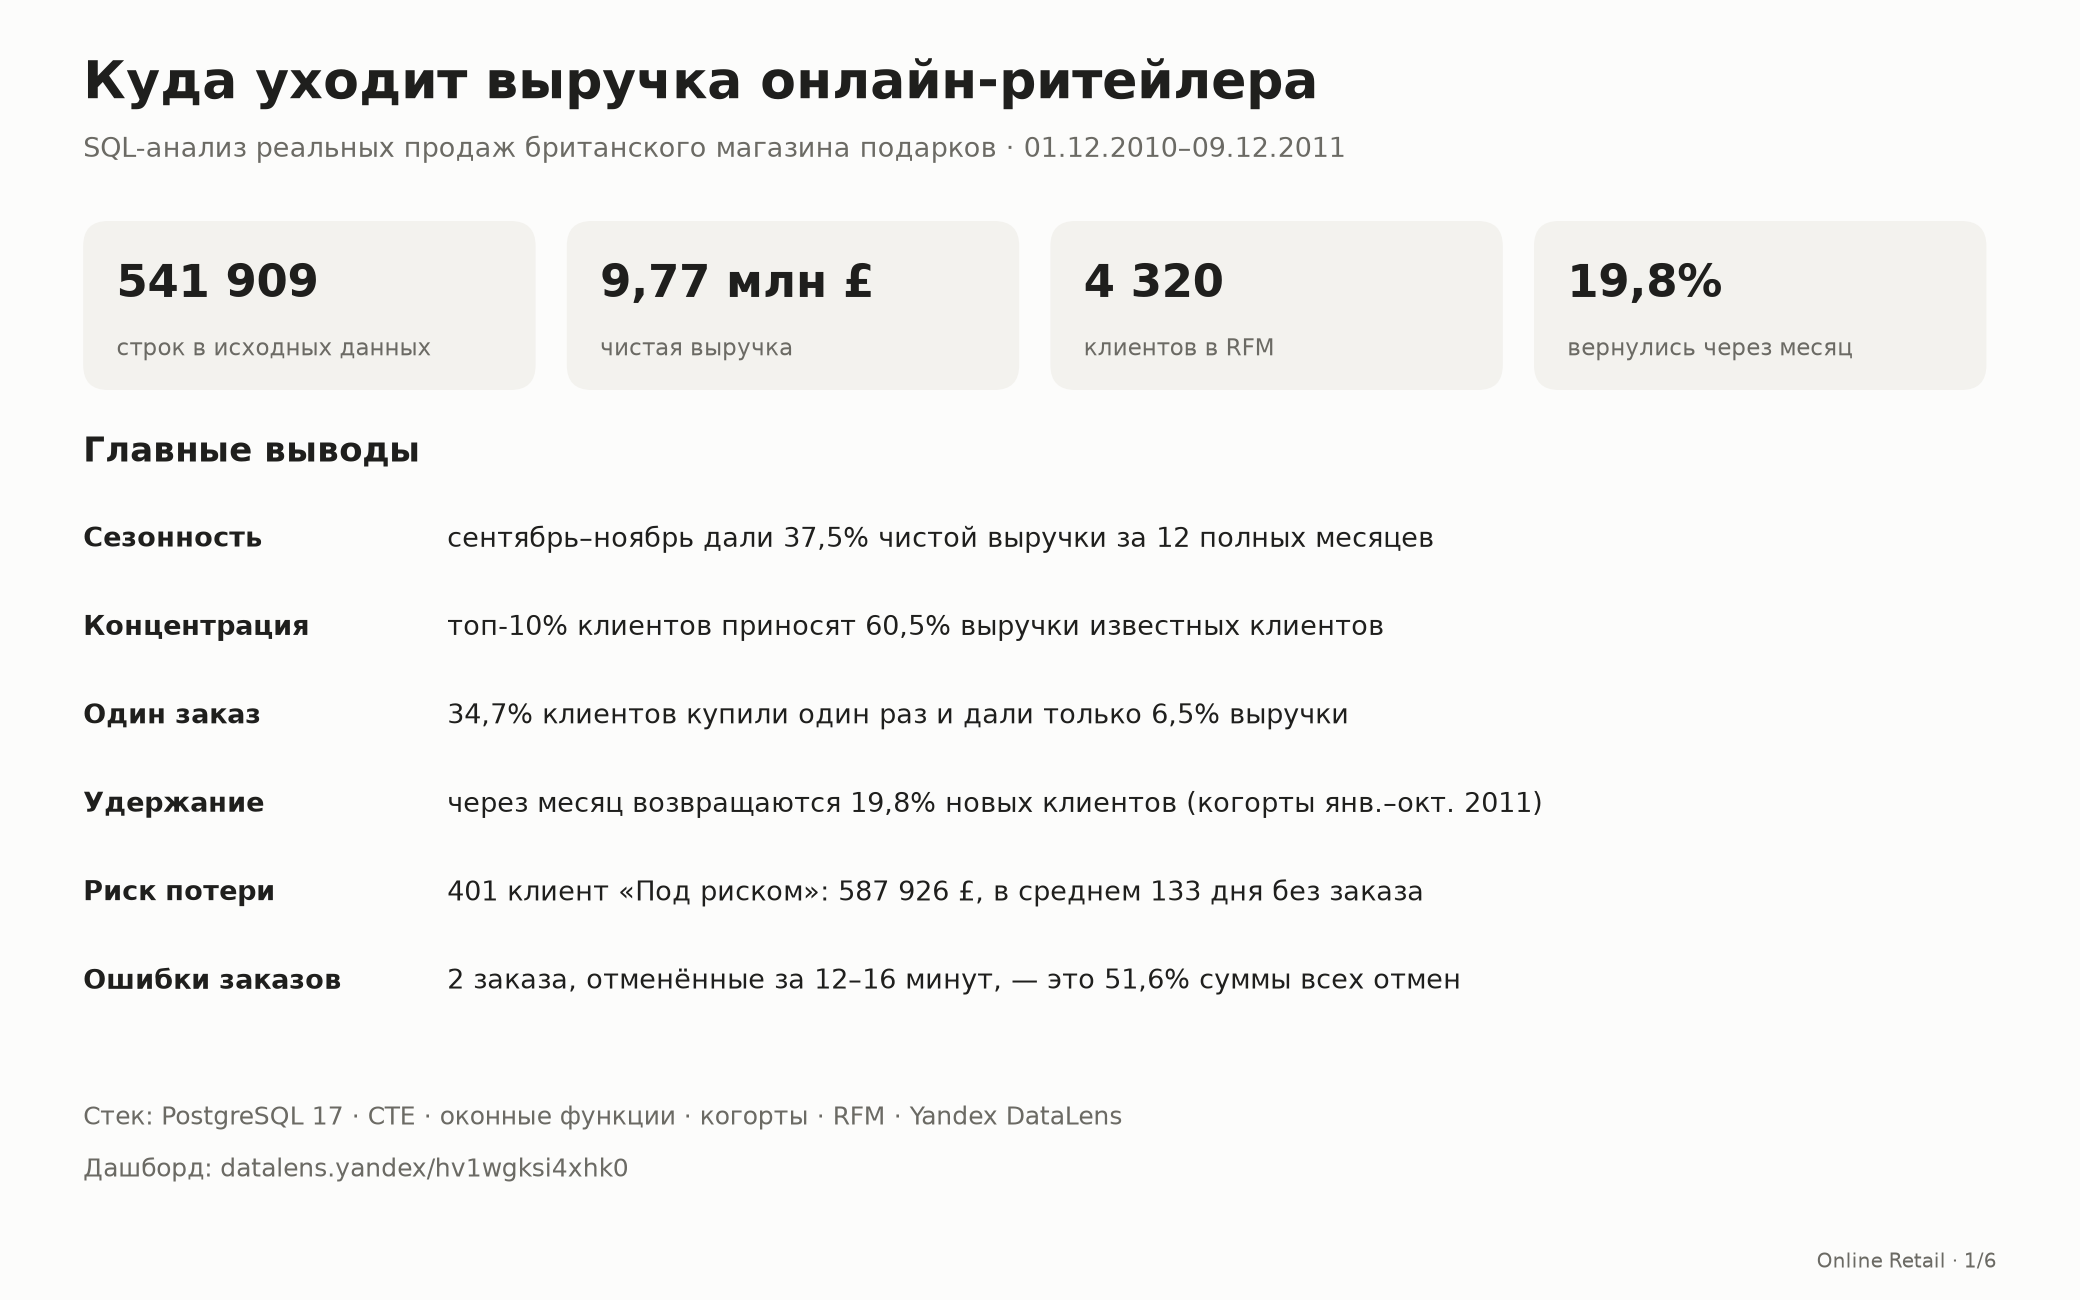 Куда уходит выручка онлайн-ритейлера
SQL-анализ реальных продаж британского магазина подарков · 01.12.2010–09.12.2011
541 909
строк в исходных данных
9,77 млн £
чистая выручка
4 320
клиентов в RFM
19,8%
вернулись через месяц
Главные выводы
Сезонность сентябрь–ноябрь дали 37,5% чистой выручки за 12 полных месяцев
Концентрация топ-10% клиентов приносят 60,5% выручки известных клиентов
Один заказ 34,7% клиентов купили один раз и дали только 6,5% выручки
Удержание через месяц возвращаются 19,8% новых клиентов (когорты янв.–окт. 2011)
Риск потери 401 клиент «Под риском»: 587 926 £, в среднем 133 дня без заказа
Ошибки заказов 2 заказа, отменённые за 12–16 минут, — это 51,6% суммы всех отмен
Стек: PostgreSQL 17 · CTE · оконные функции · когорты · RFM · Yandex DataLens
Дашборд: datalens.yandex/hv1wgksi4xhk0
Online Retail · 1/6